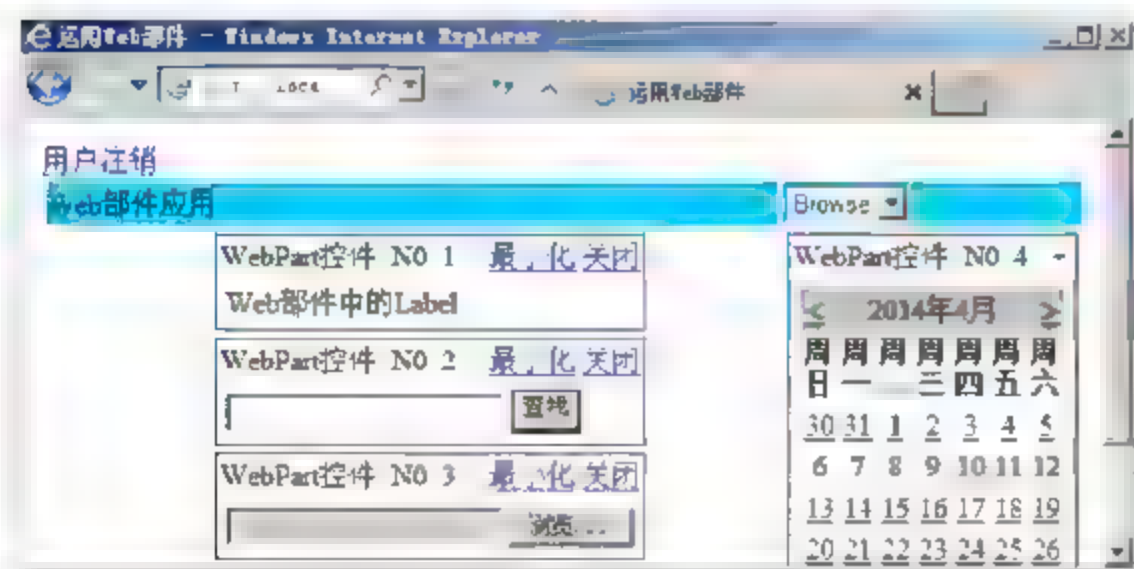 运用Web部件 - Windows Internet Explorer
运用Web部件
用户注销
Web部件应用
Browse
WebPart控件 N0 1 关闭
Web部件中的Label
WebPart控件 N0 2 关闭
查找
WebPart控件 N0 3 关闭
浏览...
WebPart控件 N0 4
< 2014年4月 >
周 周 周 周 周 周 周
日 一 三 四 五 六
30 31 1 2 3 4 5
6 7 8 9 10 11 12
13 14 15 16 17 18 19
20 21 22 23 24 25 26